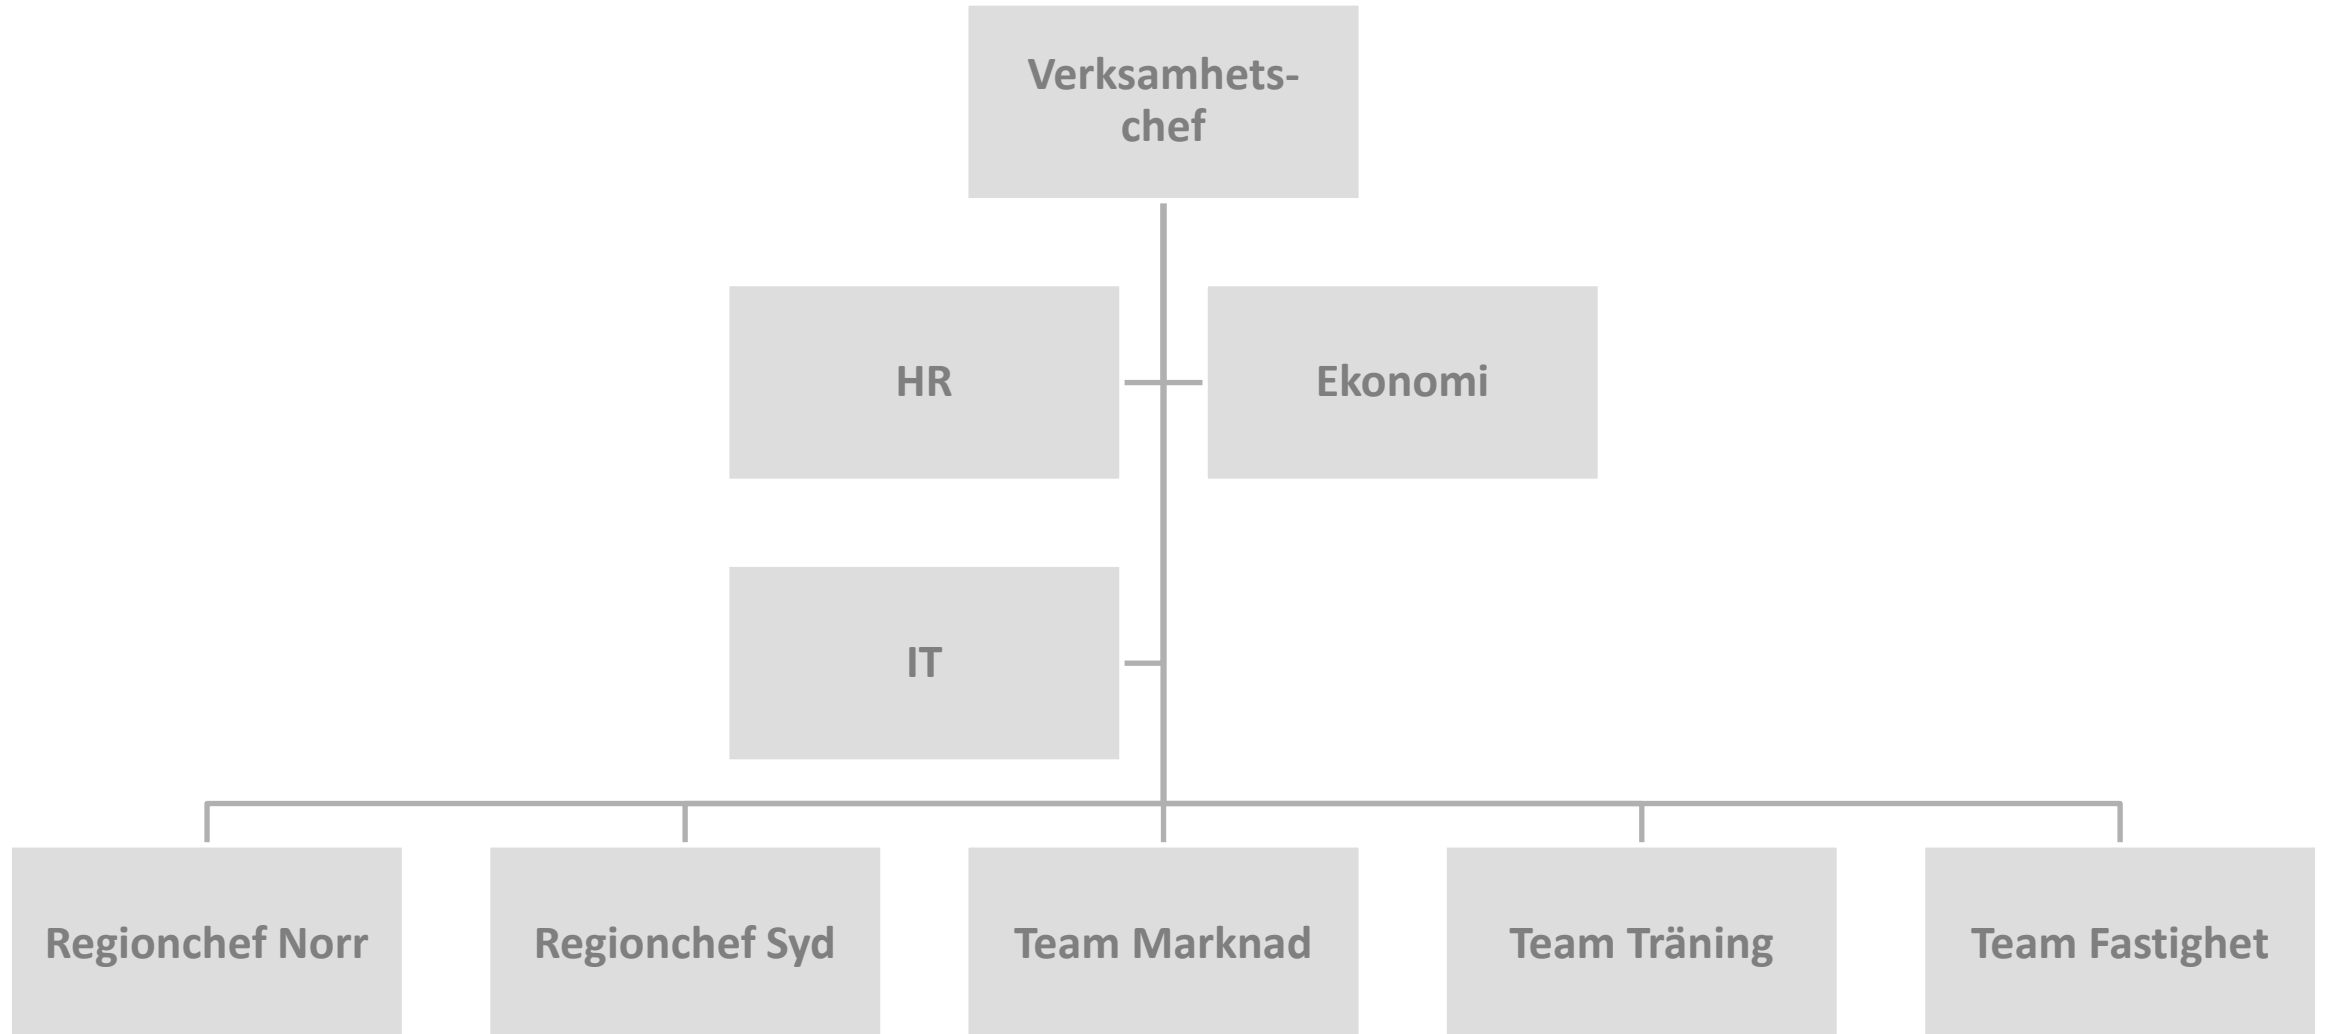 Verksamhets-
chef
HR
Ekonomi
IT
Regionchef Norr
Regionchef Syd
Team Marknad
Team Träning
Team Fastighet